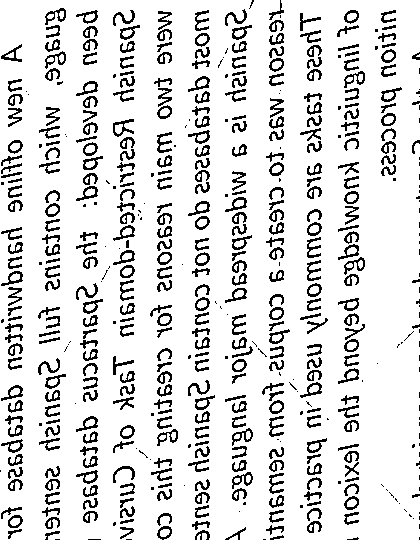 A new offline handwritten database for
guage, which contains full Spanish senten
been developed: the Spartacus database
Spanish Restricted-domain Task of Cursiv
were two main reasons for creating this co
most databases do not contain Spanish sente
Spanish is a widespread major language. A
reason was to create a corpus from semanti
These tasks are commonly used in practice
of linguistic knowledge beyond the lexicon
nition process.